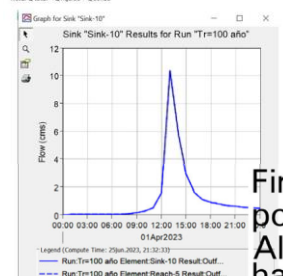 Graph for Sink "Sink-10"
Sink "Sink-10" Results for Run "Tr=100 año"
12
10
8
6
4
2
0
Flow (cms)
00:00 03:00 06:00 09:00 12:00 15:00 18:00 21:00
01Apr2023
Legend (Compute Time: 25jun.2023, 21:32:33)
Run:Tr=100 año Element:Sink-10 Result:Outf...
Run:Tr=100 año Element:Reach-5 Result:Outf...
Fin
po
Al
ha